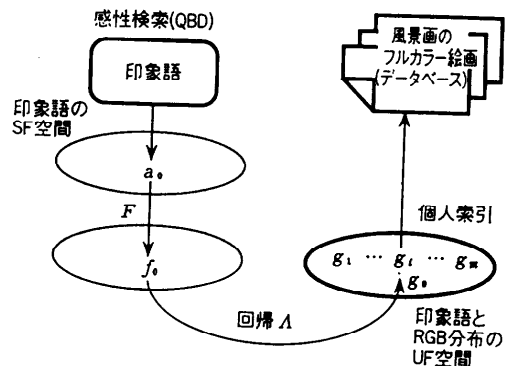 感性検索(QBD)
印象語
印象語の
SF空間
a₀
F
f₀
回帰Λ
風景画の
フルカラー絵画
(データベース)
個人索引
g₁ … gᵢ … gₘ
g₀
印象語と
RGB分布の
UF空間